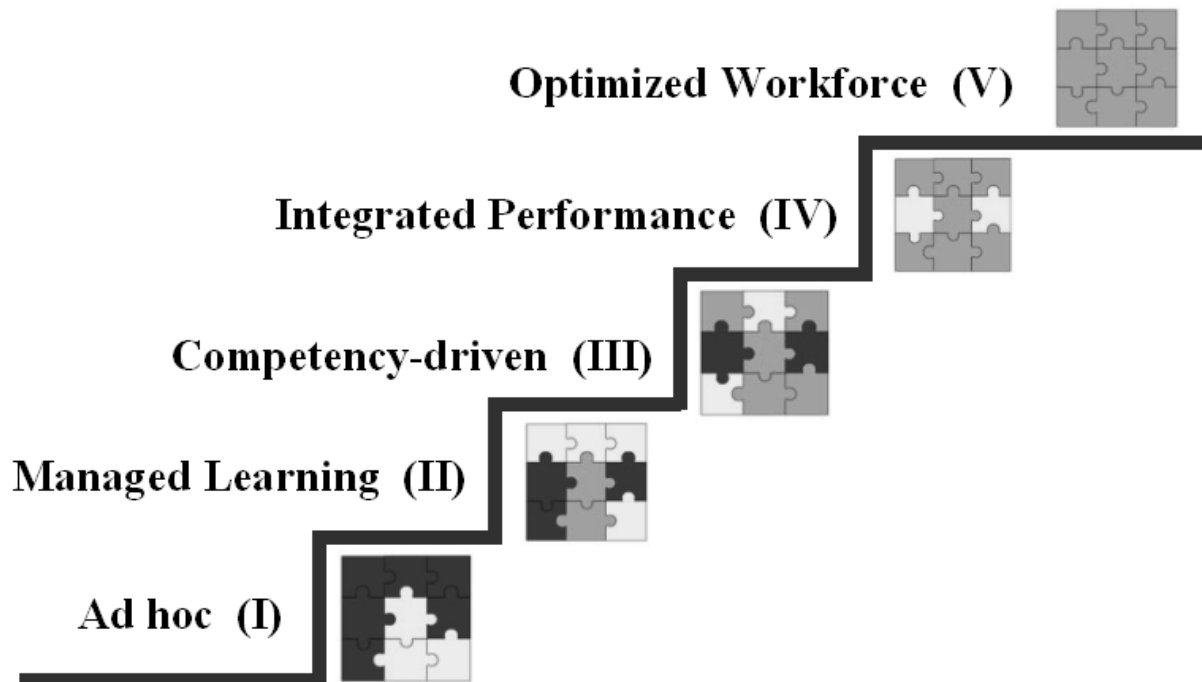 Optimized Workforce (V)
Integrated Performance (IV)
Competency-driven (III)
Managed Learning (II)
Ad hoc (I)